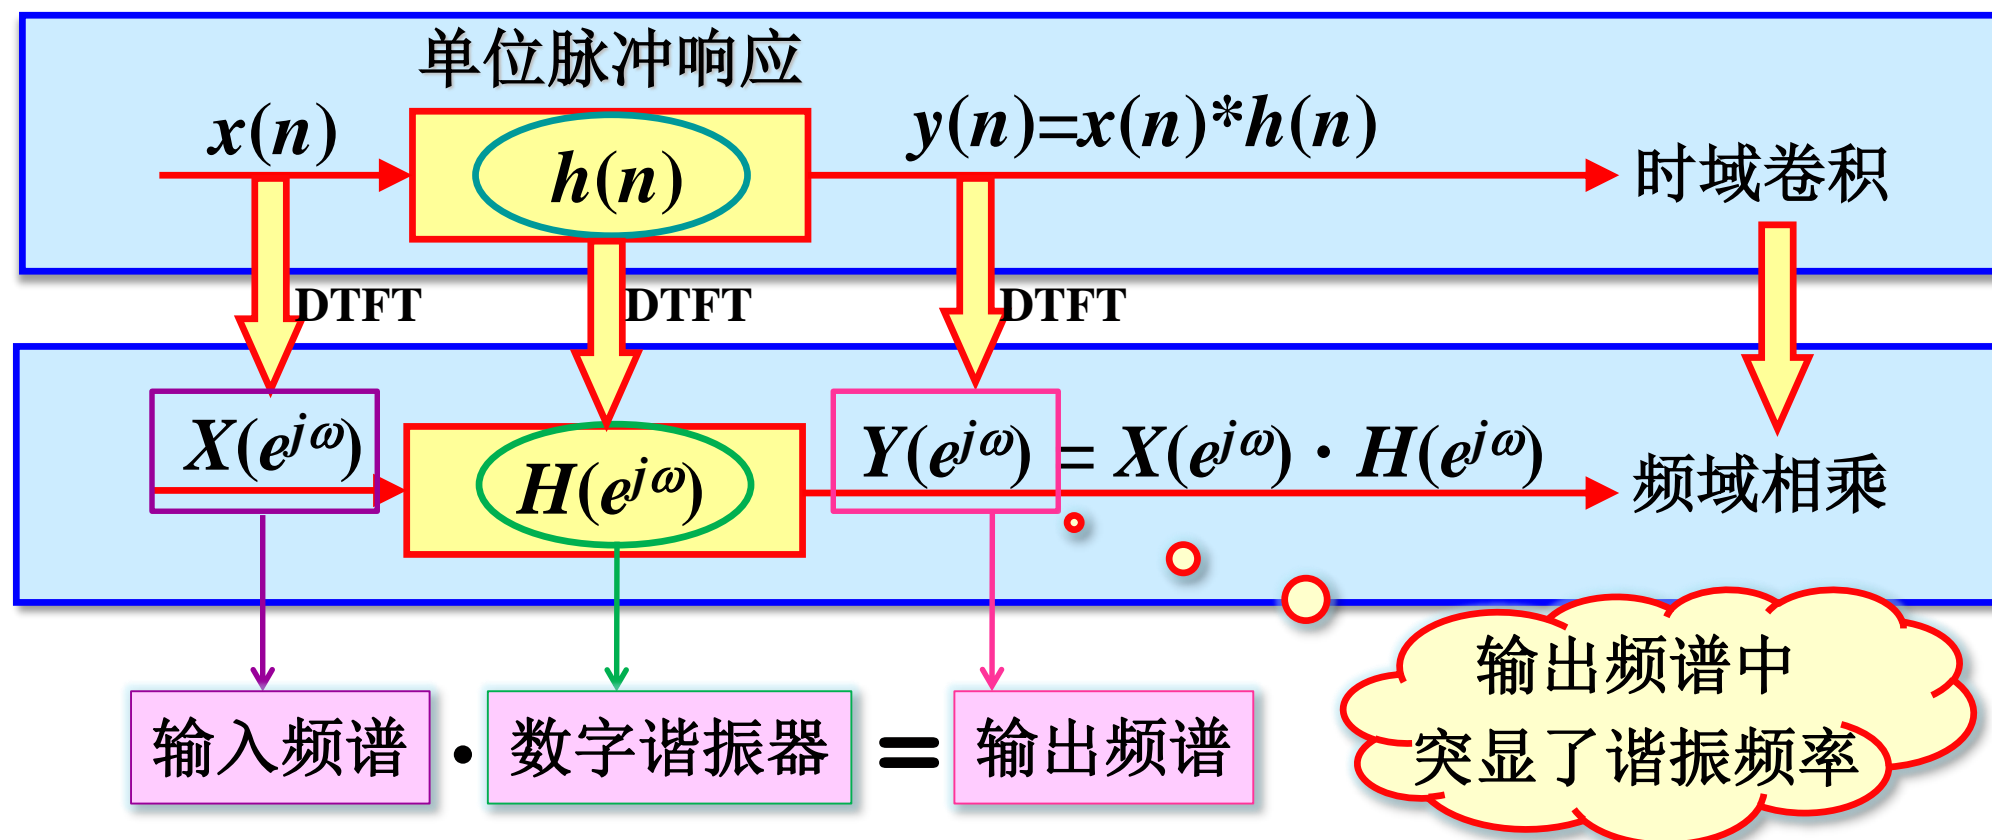 单位脉冲响应
x(n)
h(n)
y(n)=x(n)*h(n)
时域卷积
DTFT
DTFT
DTFT
X(e^{jω})
H(e^{jω})
Y(e^{jω}) = X(e^{jω}) · H(e^{jω})
频域相乘
输入频谱 · 数字谐振器 = 输出频谱
输出频谱中
突显了谐振频率